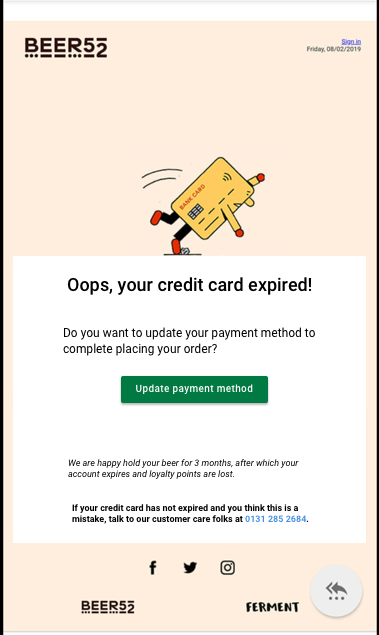 BEER52
Sign in
Friday, 08/02/2019
BANK CARD
Oops, your credit card expired!
Do you want to update your payment method to
complete placing your order?
Update payment method
We are happy hold your beer for 3 months, after which your
account expires and loyalty points are lost.
If your credit card has not expired and you think this is a
mistake, talk to our customer care folks at 0131 285 2684.
BEER52
FERMENT